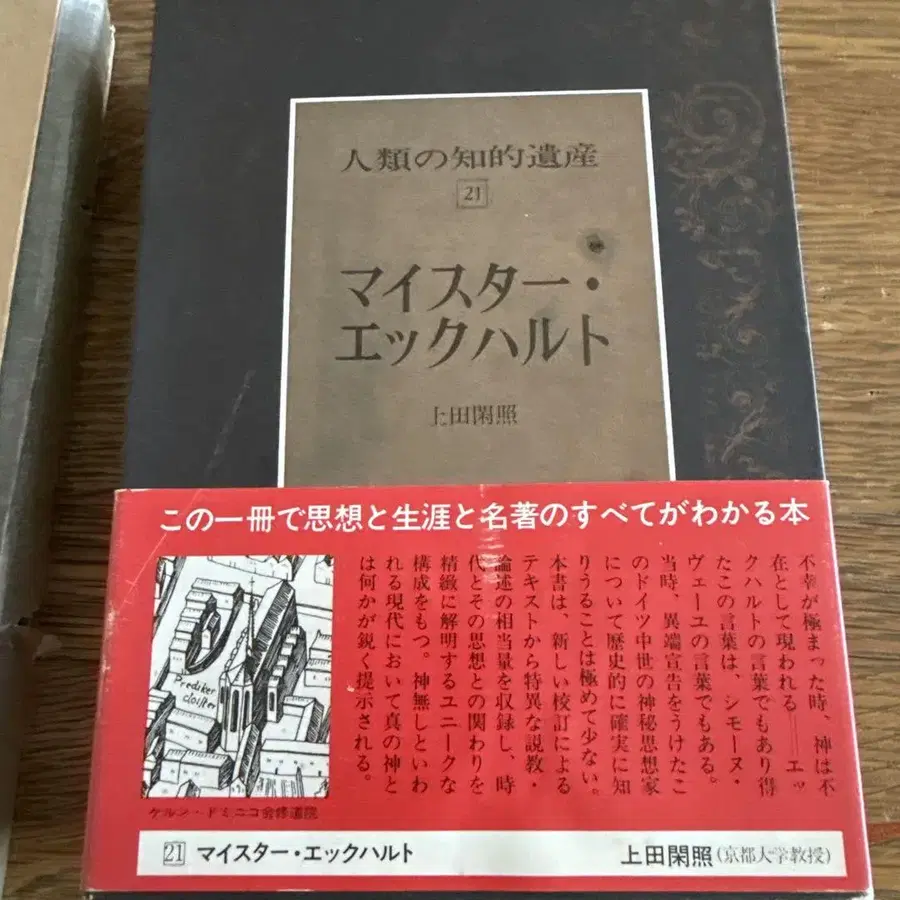 人類の知的遺産
21
マイスター・
エックハルト
上田閑照
この一冊で思想と生涯と名著のすべてがわかる本
不幸が極まった時、神は不
在として現われる——エッ
クハルトの言葉でもあり得
たこの言葉は、シモーヌ・
ヴェーユの言葉でもある。
当時、異端宣告をうけたこ
のドイツ中世の神秘思想家
について歴史的に確実に知
りうることは極めて少ない。
本書は、新しい校訂による
テキストから特異な説教・
論述の相当量を収録し、時
代とその思想との関わりを
精緻に解明するユニークな
構成をもつ。神無しといわ
れる現代において真の神と
は何かが鋭く提示される。
Prediker
cloister
ケルン・ドミニコ会修道院
21 マイスター・エックハルト 上田閑照(京都大学教授)